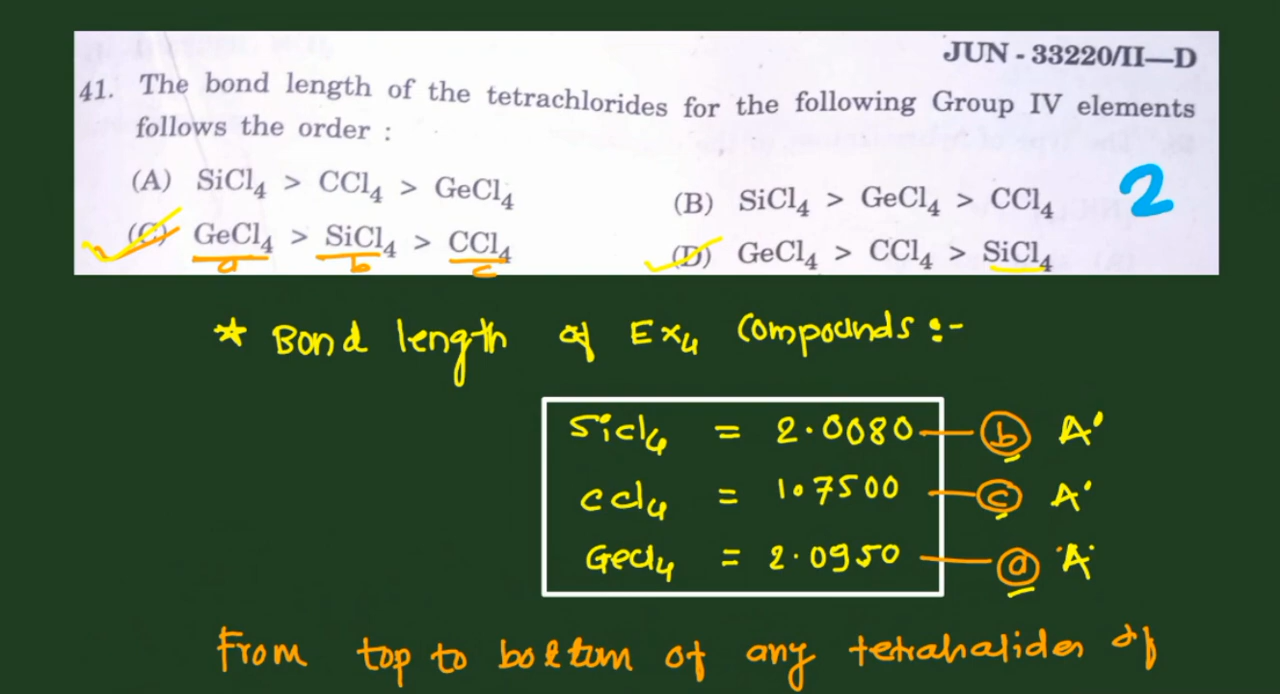 JUN - 33220/II—D
41. The bond length of the tetrachlorides for the following Group IV elements
follows the order :
(A) SiCl₄ > CCl₄ > GeCl₄
(B) SiCl₄ > GeCl₄ > CCl₄
2
(C) GeCl₄ > SiCl₄ > CCl₄
a b c
(D) GeCl₄ > CCl₄ > SiCl₄
* Bond length of Ex₄ Compounds :-
Sicl₄ = 2.0080 — b A°
ccl₄ = 1.7500 — c A°
Gecl₄ = 2.0950 — a A°
From top to bottum of any tetrahalides of